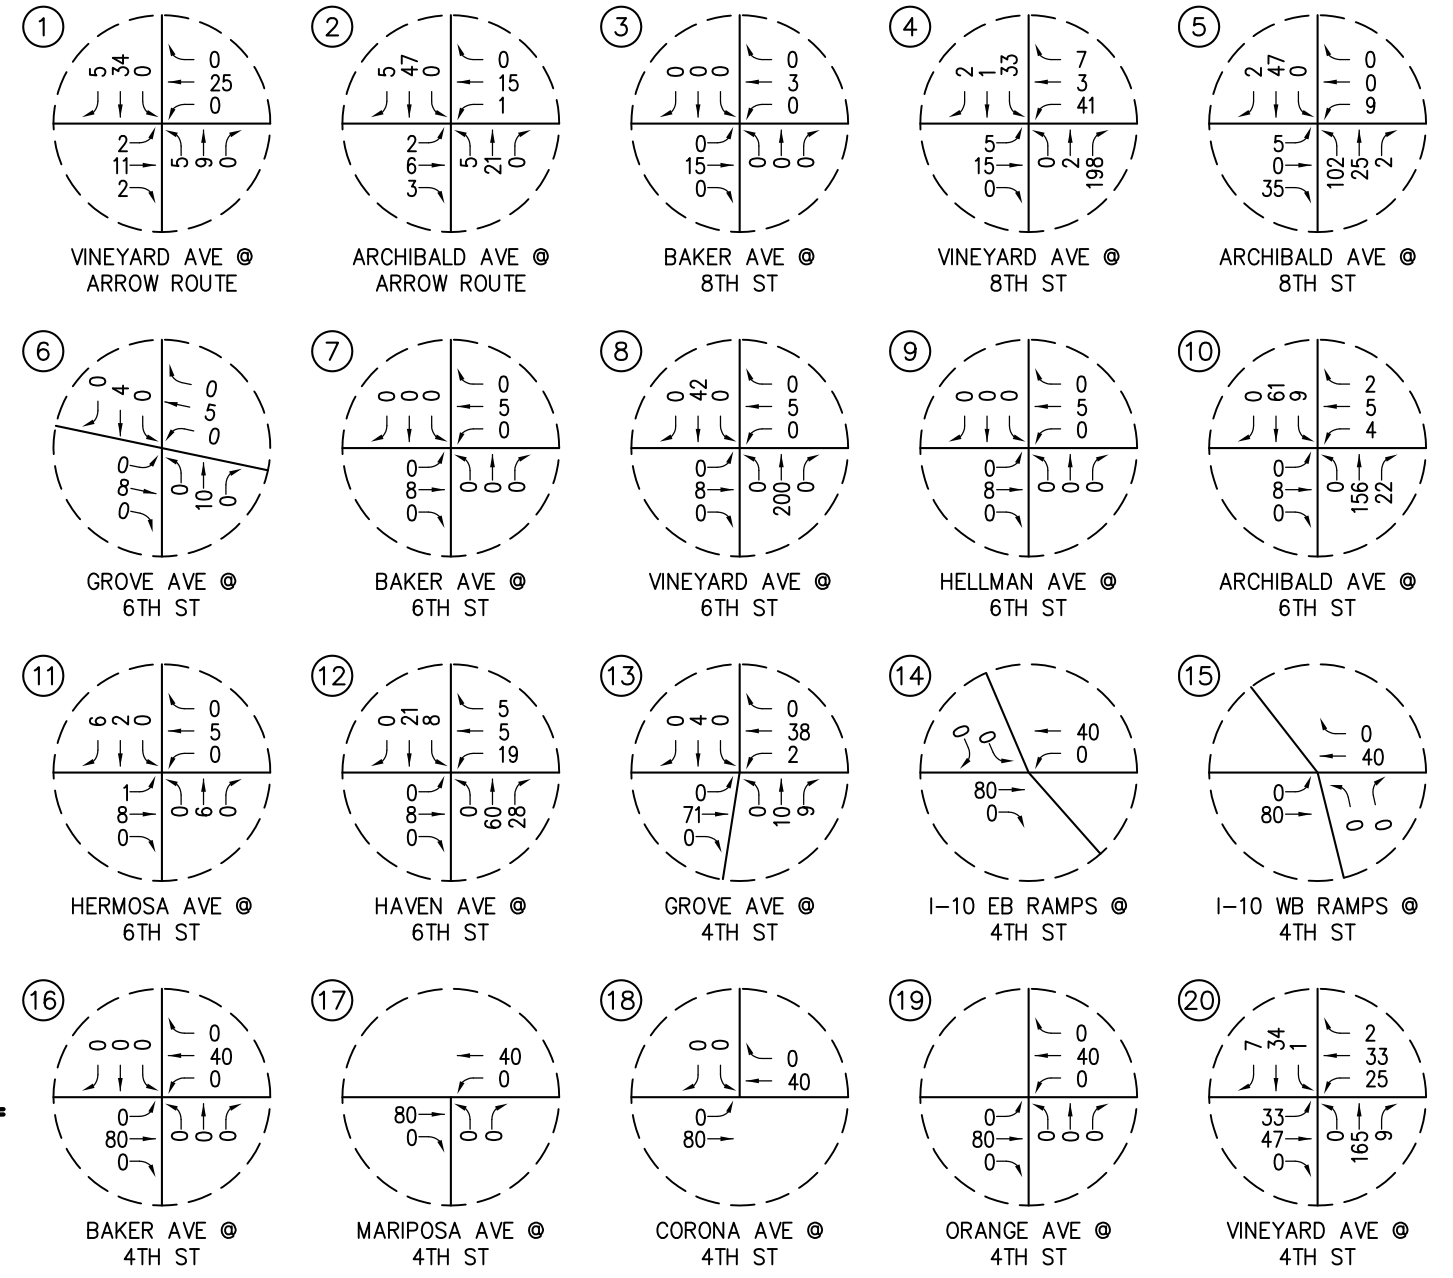 1
5 34 0
0
25
0
2
11
2
5 9 0
VINEYARD AVE @
ARROW ROUTE
2
5 47 0
0
15
1
2
6
3
5 21 0
ARCHIBALD AVE @
ARROW ROUTE
3
0 0 0
0
3
0
0
15
0
0 0 0
BAKER AVE @
8TH ST
4
2 1 33
7
3
41
5
15
0
0 2 198
VINEYARD AVE @
8TH ST
5
2 47 0
0
0
9
5
0
35
102 25 2
ARCHIBALD AVE @
8TH ST
6
0 4 0
0
5
0
0
8
0
0 10 0
GROVE AVE @
6TH ST
7
0 0 0
0
5
0
0
8
0
0 0 0
BAKER AVE @
6TH ST
8
0 42 0
0
5
0
0
8
0
0 200 0
VINEYARD AVE @
6TH ST
9
0 0 0
0
5
0
0
8
0
0 0 0
HELLMAN AVE @
6TH ST
10
0 61 9
2
5
4
0
8
0
0 156 22
ARCHIBALD AVE @
6TH ST
11
6 2 0
0
5
0
1
8
0
0 6 0
HERMOSA AVE @
6TH ST
12
0 21 8
5
5
19
0
8
0
0 60 28
HAVEN AVE @
6TH ST
13
0 4 0
0
38
2
0
71
0
0 10 9
GROVE AVE @
4TH ST
14
0 0
40
0
80
0
I-10 EB RAMPS @
4TH ST
15
0
40
0
80
0 0
I-10 WB RAMPS @
4TH ST
16
0 0 0
0
40
0
0
80
0
0 0 0
BAKER AVE @
4TH ST
17
40
0
80
0
0 0
MARIPOSA AVE @
4TH ST
18
0 0
0
40
0
80
CORONA AVE @
4TH ST
19
0
40
0
0
80
0
0 0 0
ORANGE AVE @
4TH ST
20
7 34 1
2
33
25
33
47
0
0 165 9
VINEYARD AVE @
4TH ST